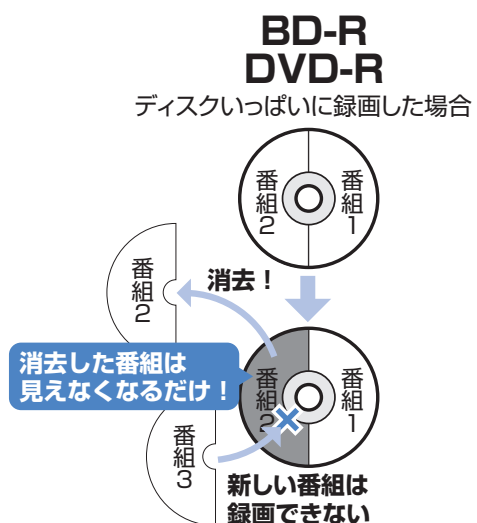 BD-R
DVD-R
ディスクいっぱいに録画した場合
番組2
番組1
番組2
消去！
消去した番組は
見えなくなるだけ！
番組2
番組1
番組3
新しい番組は
録画できない